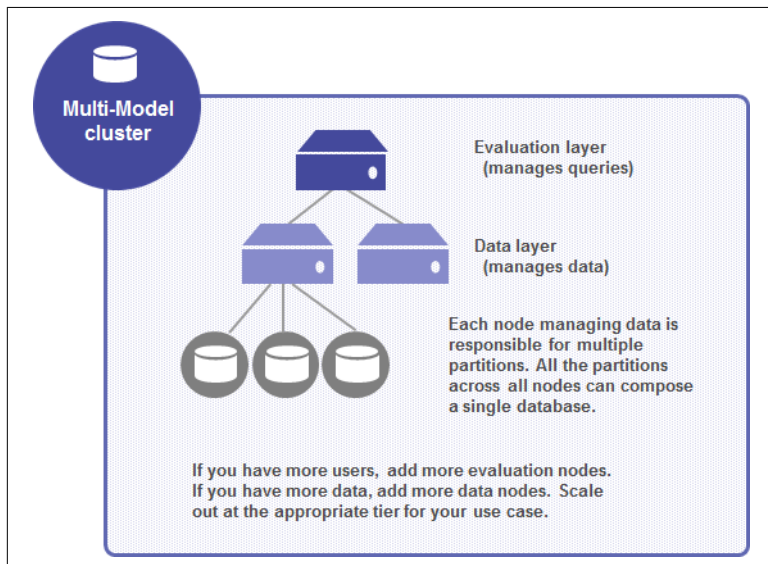 Multi-Model
cluster
Evaluation layer
(manages queries)
Data layer
(manages data)
Each node managing data is
responsible for multiple
partitions. All the partitions
across all nodes can compose
a single database.
If you have more users, add more evaluation nodes.
If you have more data, add more data nodes. Scale
out at the appropriate tier for your use case.